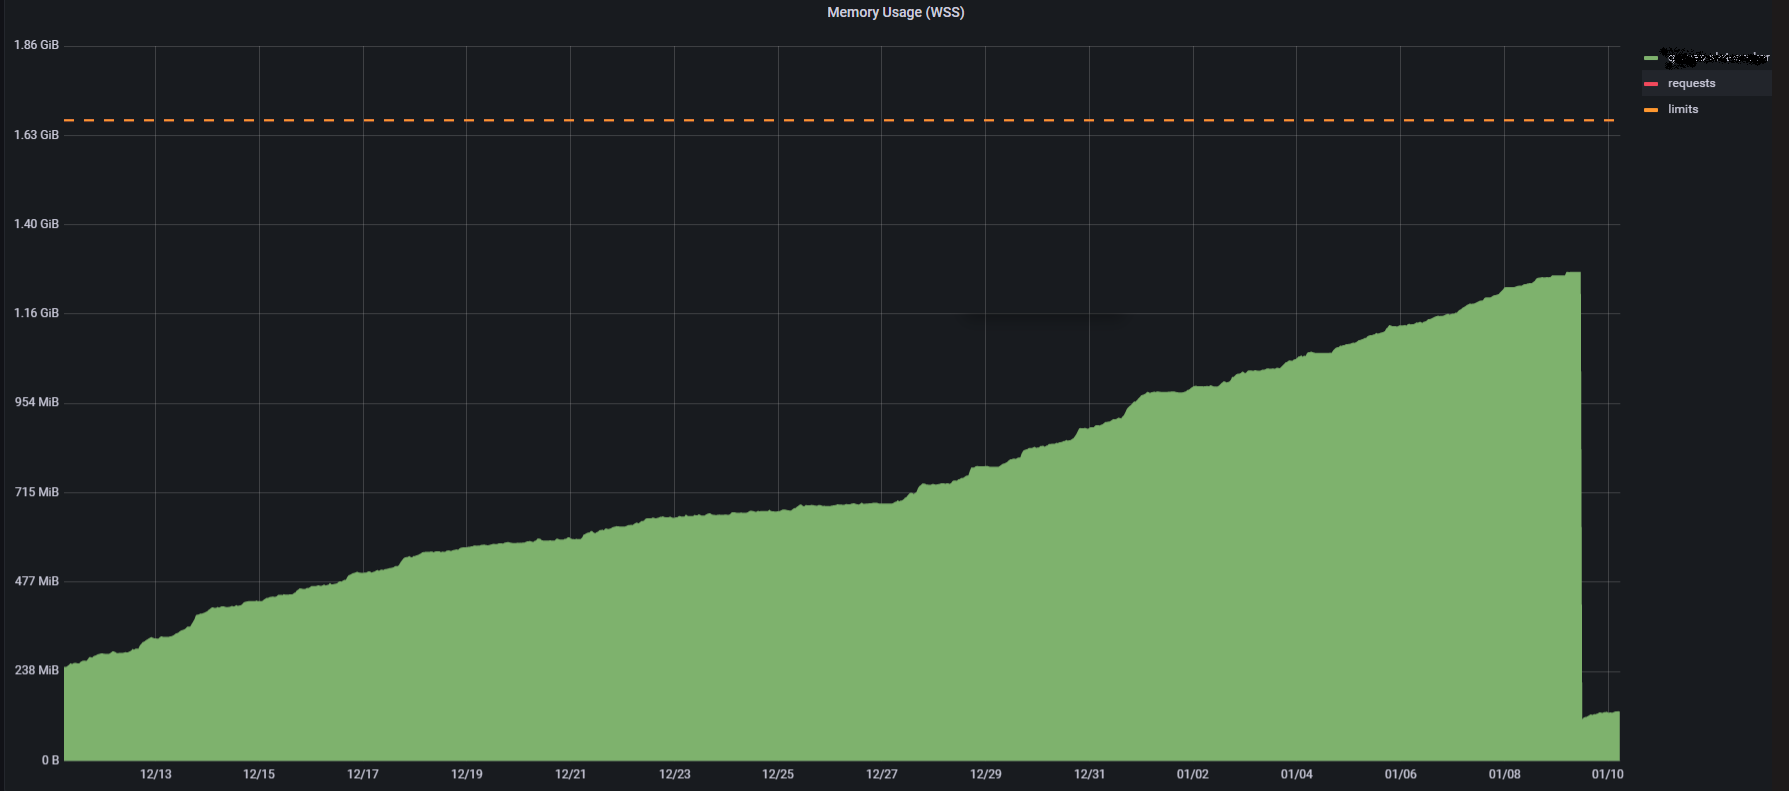 Memory Usage (WSS)
1.86 GiB
1.63 GiB
1.40 GiB
1.16 GiB
954 MiB
715 MiB
477 MiB
238 MiB
0 B
12/13
12/15
12/17
12/19
12/21
12/23
12/25
12/27
12/29
12/31
01/02
01/04
01/06
01/08
01/10
requests
limits